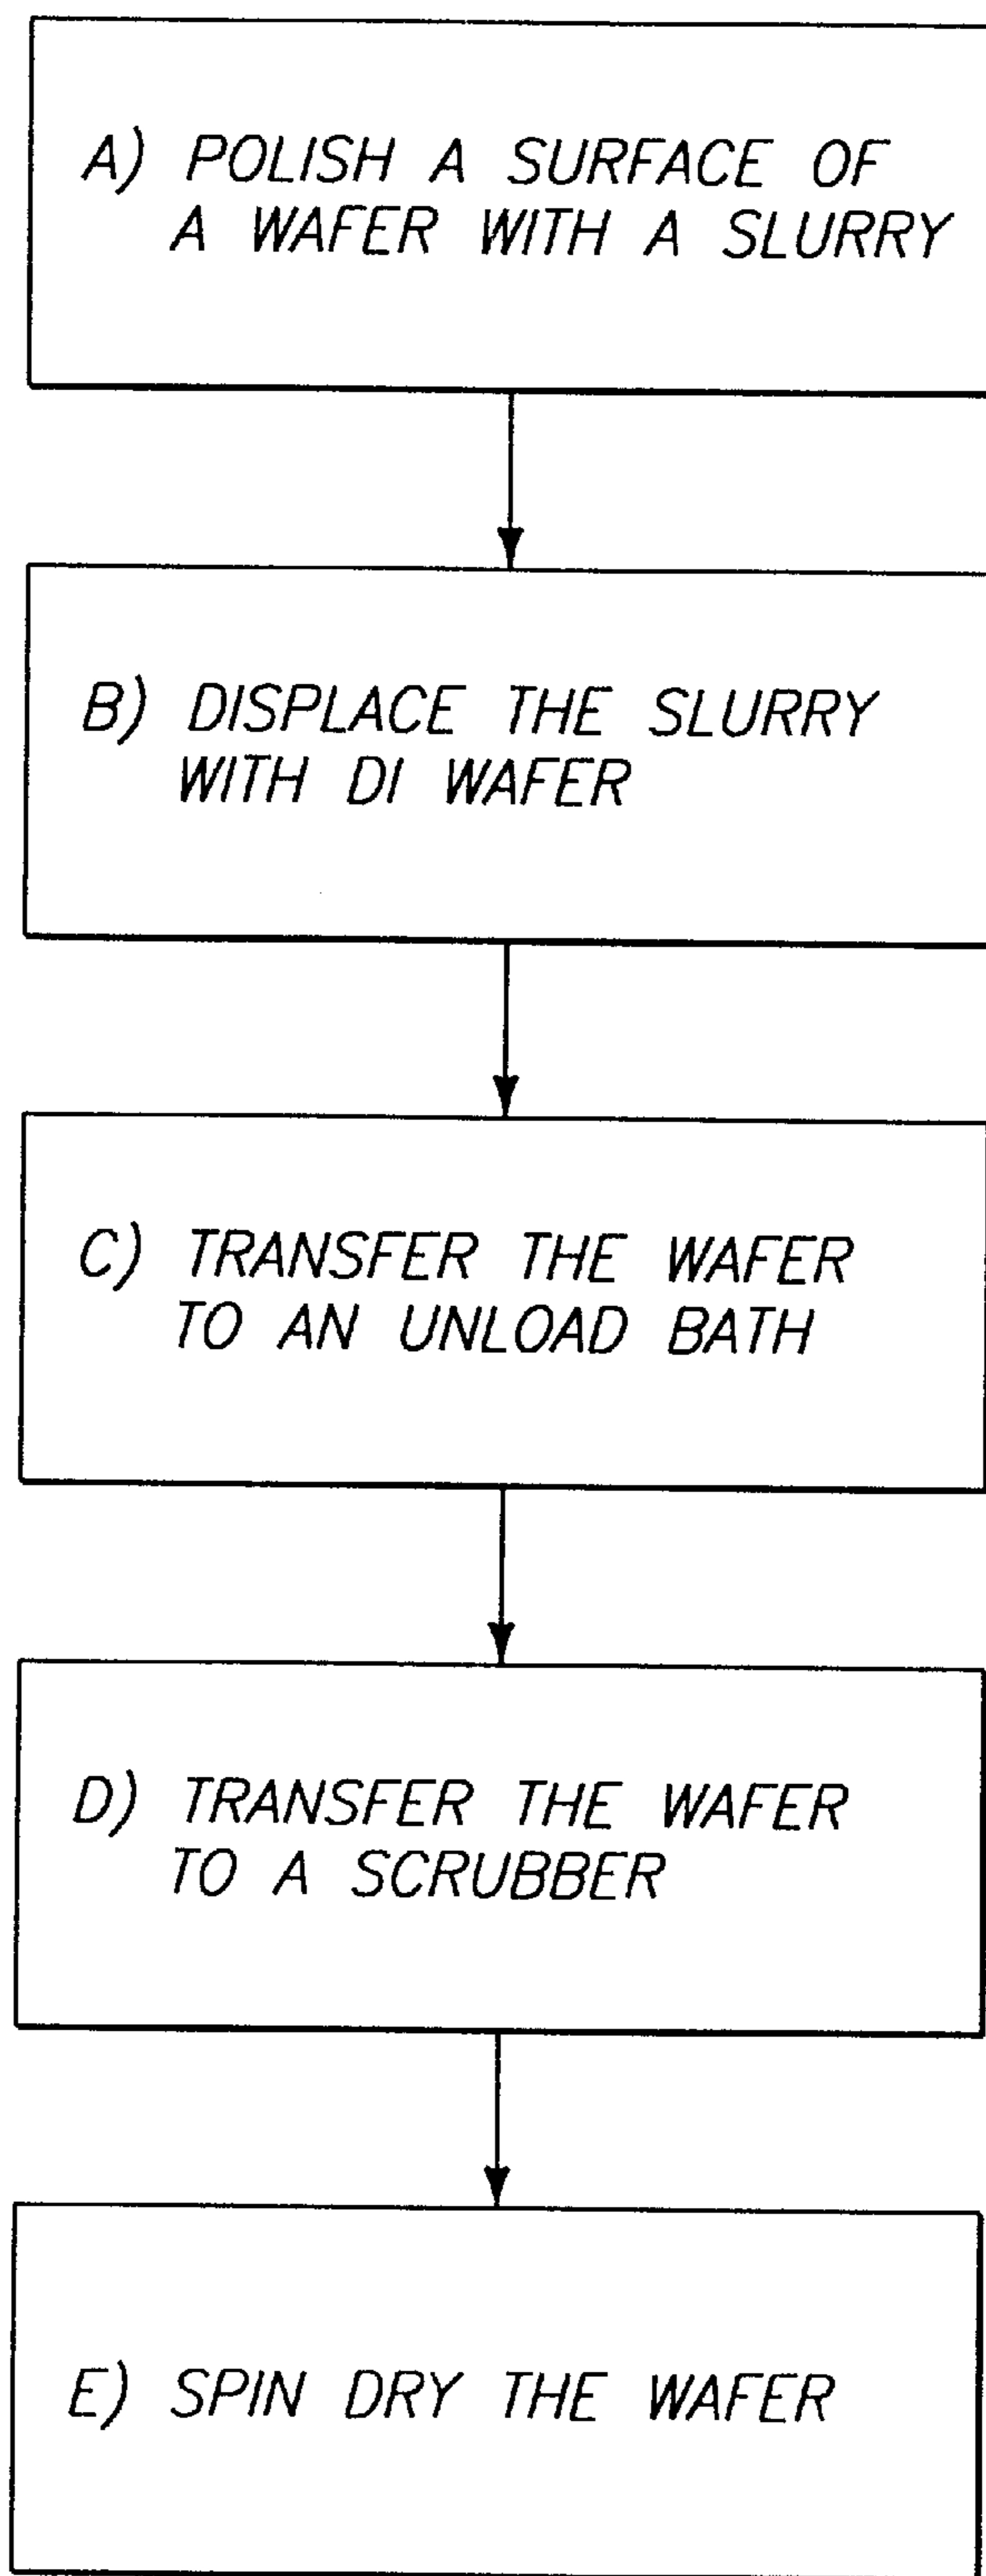 A) POLISH A SURFACE OF
A WAFER WITH A SLURRY
B) DISPLACE THE SLURRY
WITH DI WAFER
C) TRANSFER THE WAFER
TO AN UNLOAD BATH
D) TRANSFER THE WAFER
TO A SCRUBBER
E) SPIN DRY THE WAFER